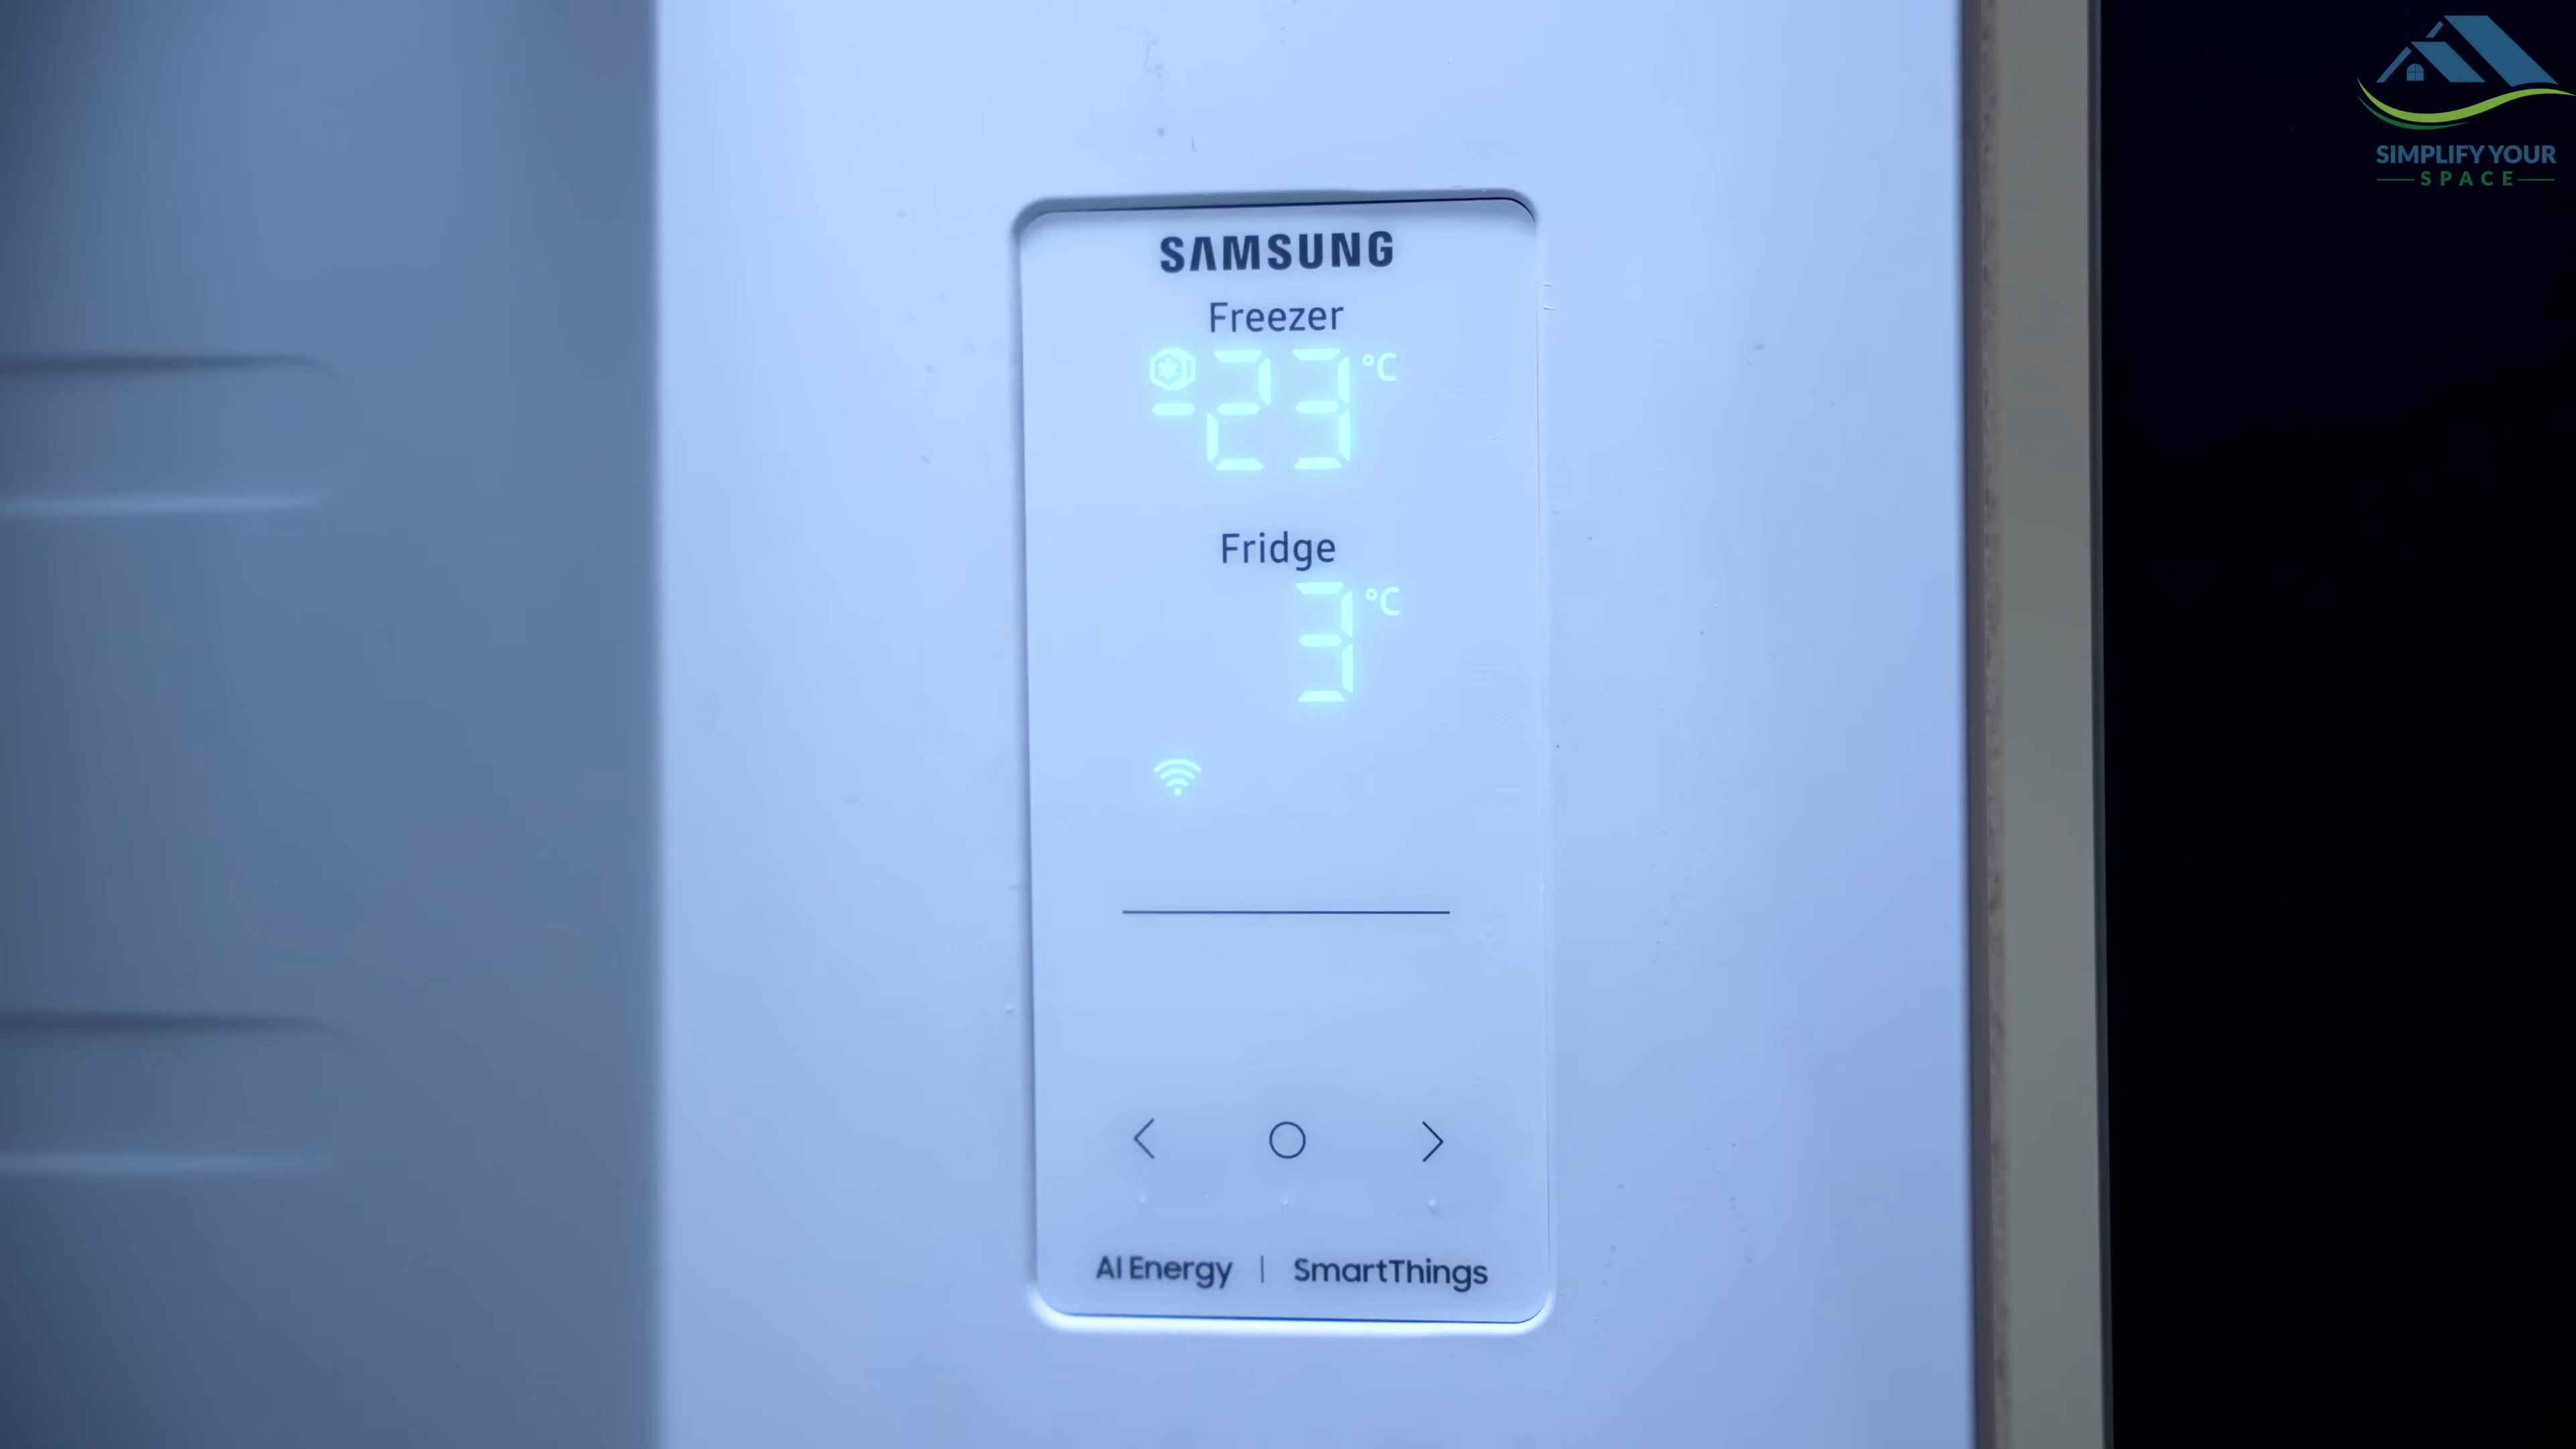 SIMPLIFY YOUR
SPACE
SAMSUNG
Freezer
-23 °C
Fridge
3 °C
AI Energy | SmartThings